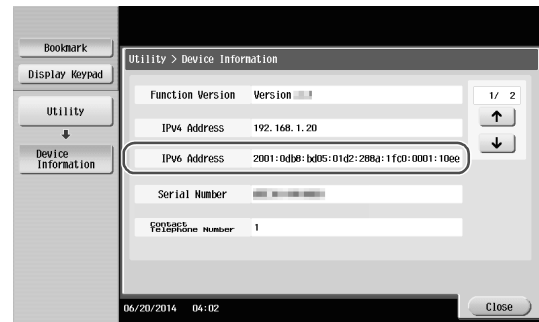 Bookmark
Display Keypad
Utility
Device
Information
Utility > Device Information
Function Version Version
1/ 2
IPv4 Address 192.168.1.20
IPv6 Address 2001:0db8:bd05:01d2:288a:1fc0:0001:10ee
Serial Number
Contact
Telephone Number 1
06/20/2014 04:02
Close